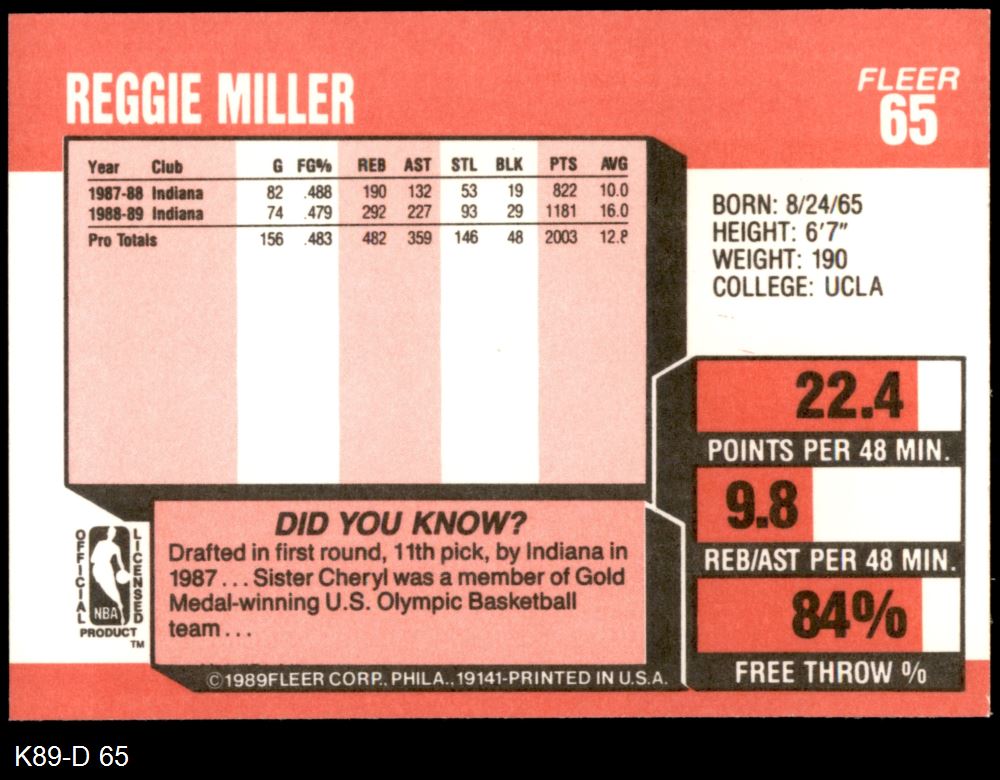 REGGIE MILLER
FLEER
65
Year Club G FG% REB AST STL BLK PTS AVG
1987-88 Indiana 82 .488 190 132 53 19 822 10.0
1988-89 Indiana 74 .479 292 227 93 29 1181 16.0
Pro Totals 156 .483 482 359 146 48 2003 12.8
BORN: 8/24/65
HEIGHT: 6'7"
WEIGHT: 190
COLLEGE: UCLA
22.4
POINTS PER 48 MIN.
9.8
REB/AST PER 48 MIN.
84%
FREE THROW %
DID YOU KNOW?
Drafted in first round, 11th pick, by Indiana in
1987 . . . Sister Cheryl was a member of Gold
Medal-winning U.S. Olympic Basketball
team . . .
OFFICIAL
LICENSED
NBA
PRODUCT
TM
©1989FLEER CORP., PHILA., 19141-PRINTED IN U.S.A.
K89-D 65